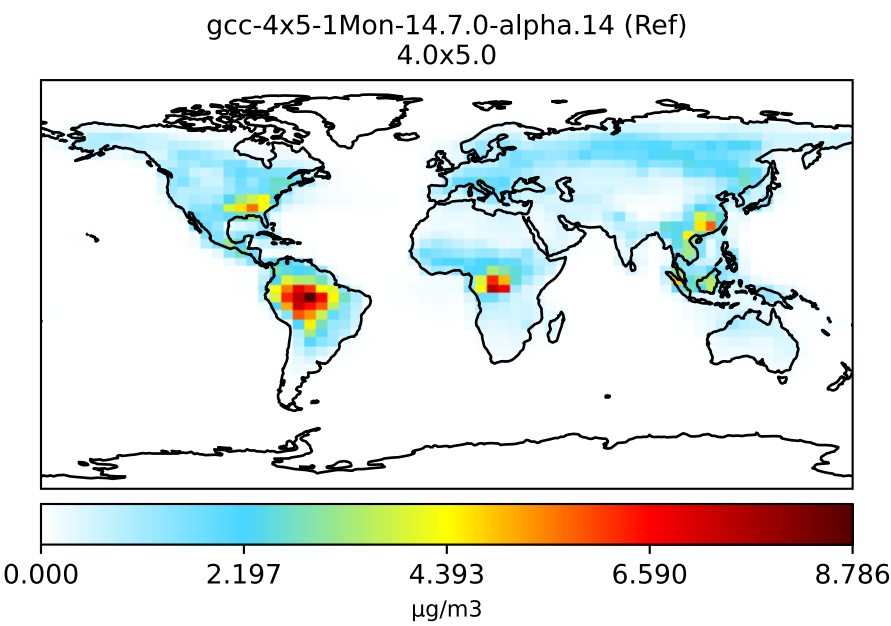 gcc-4x5-1Mon-14.7.0-alpha.14 (Ref)
4.0x5.0
0.000 2.197 4.393 6.590 8.786
μg/m3